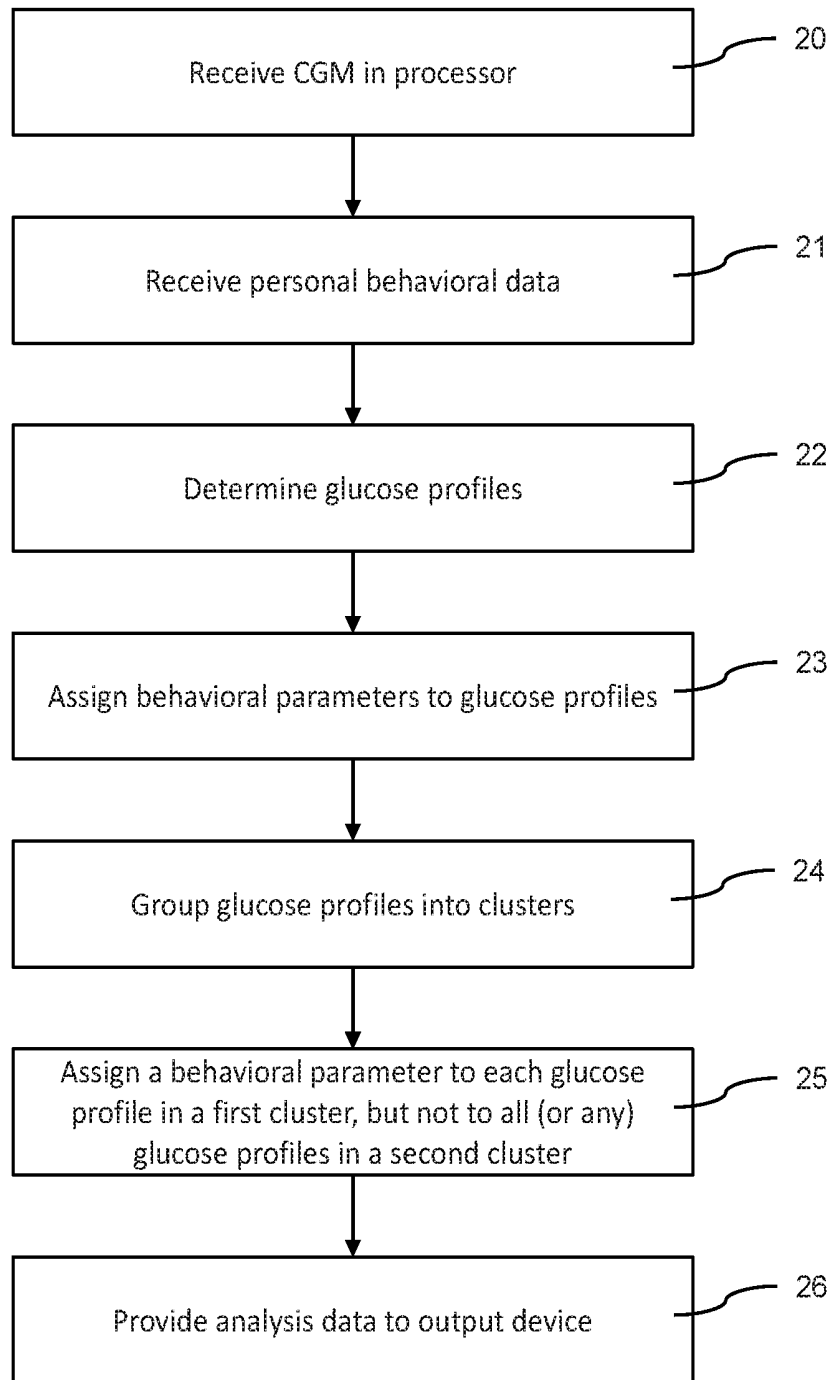 Receive CGM in processor
20
Receive personal behavioral data
21
Determine glucose profiles
22
Assign behavioral parameters to glucose profiles
23
Group glucose profiles into clusters
24
Assign a behavioral parameter to each glucose
profile in a first cluster, but not to all (or any)
glucose profiles in a second cluster
25
Provide analysis data to output device
26